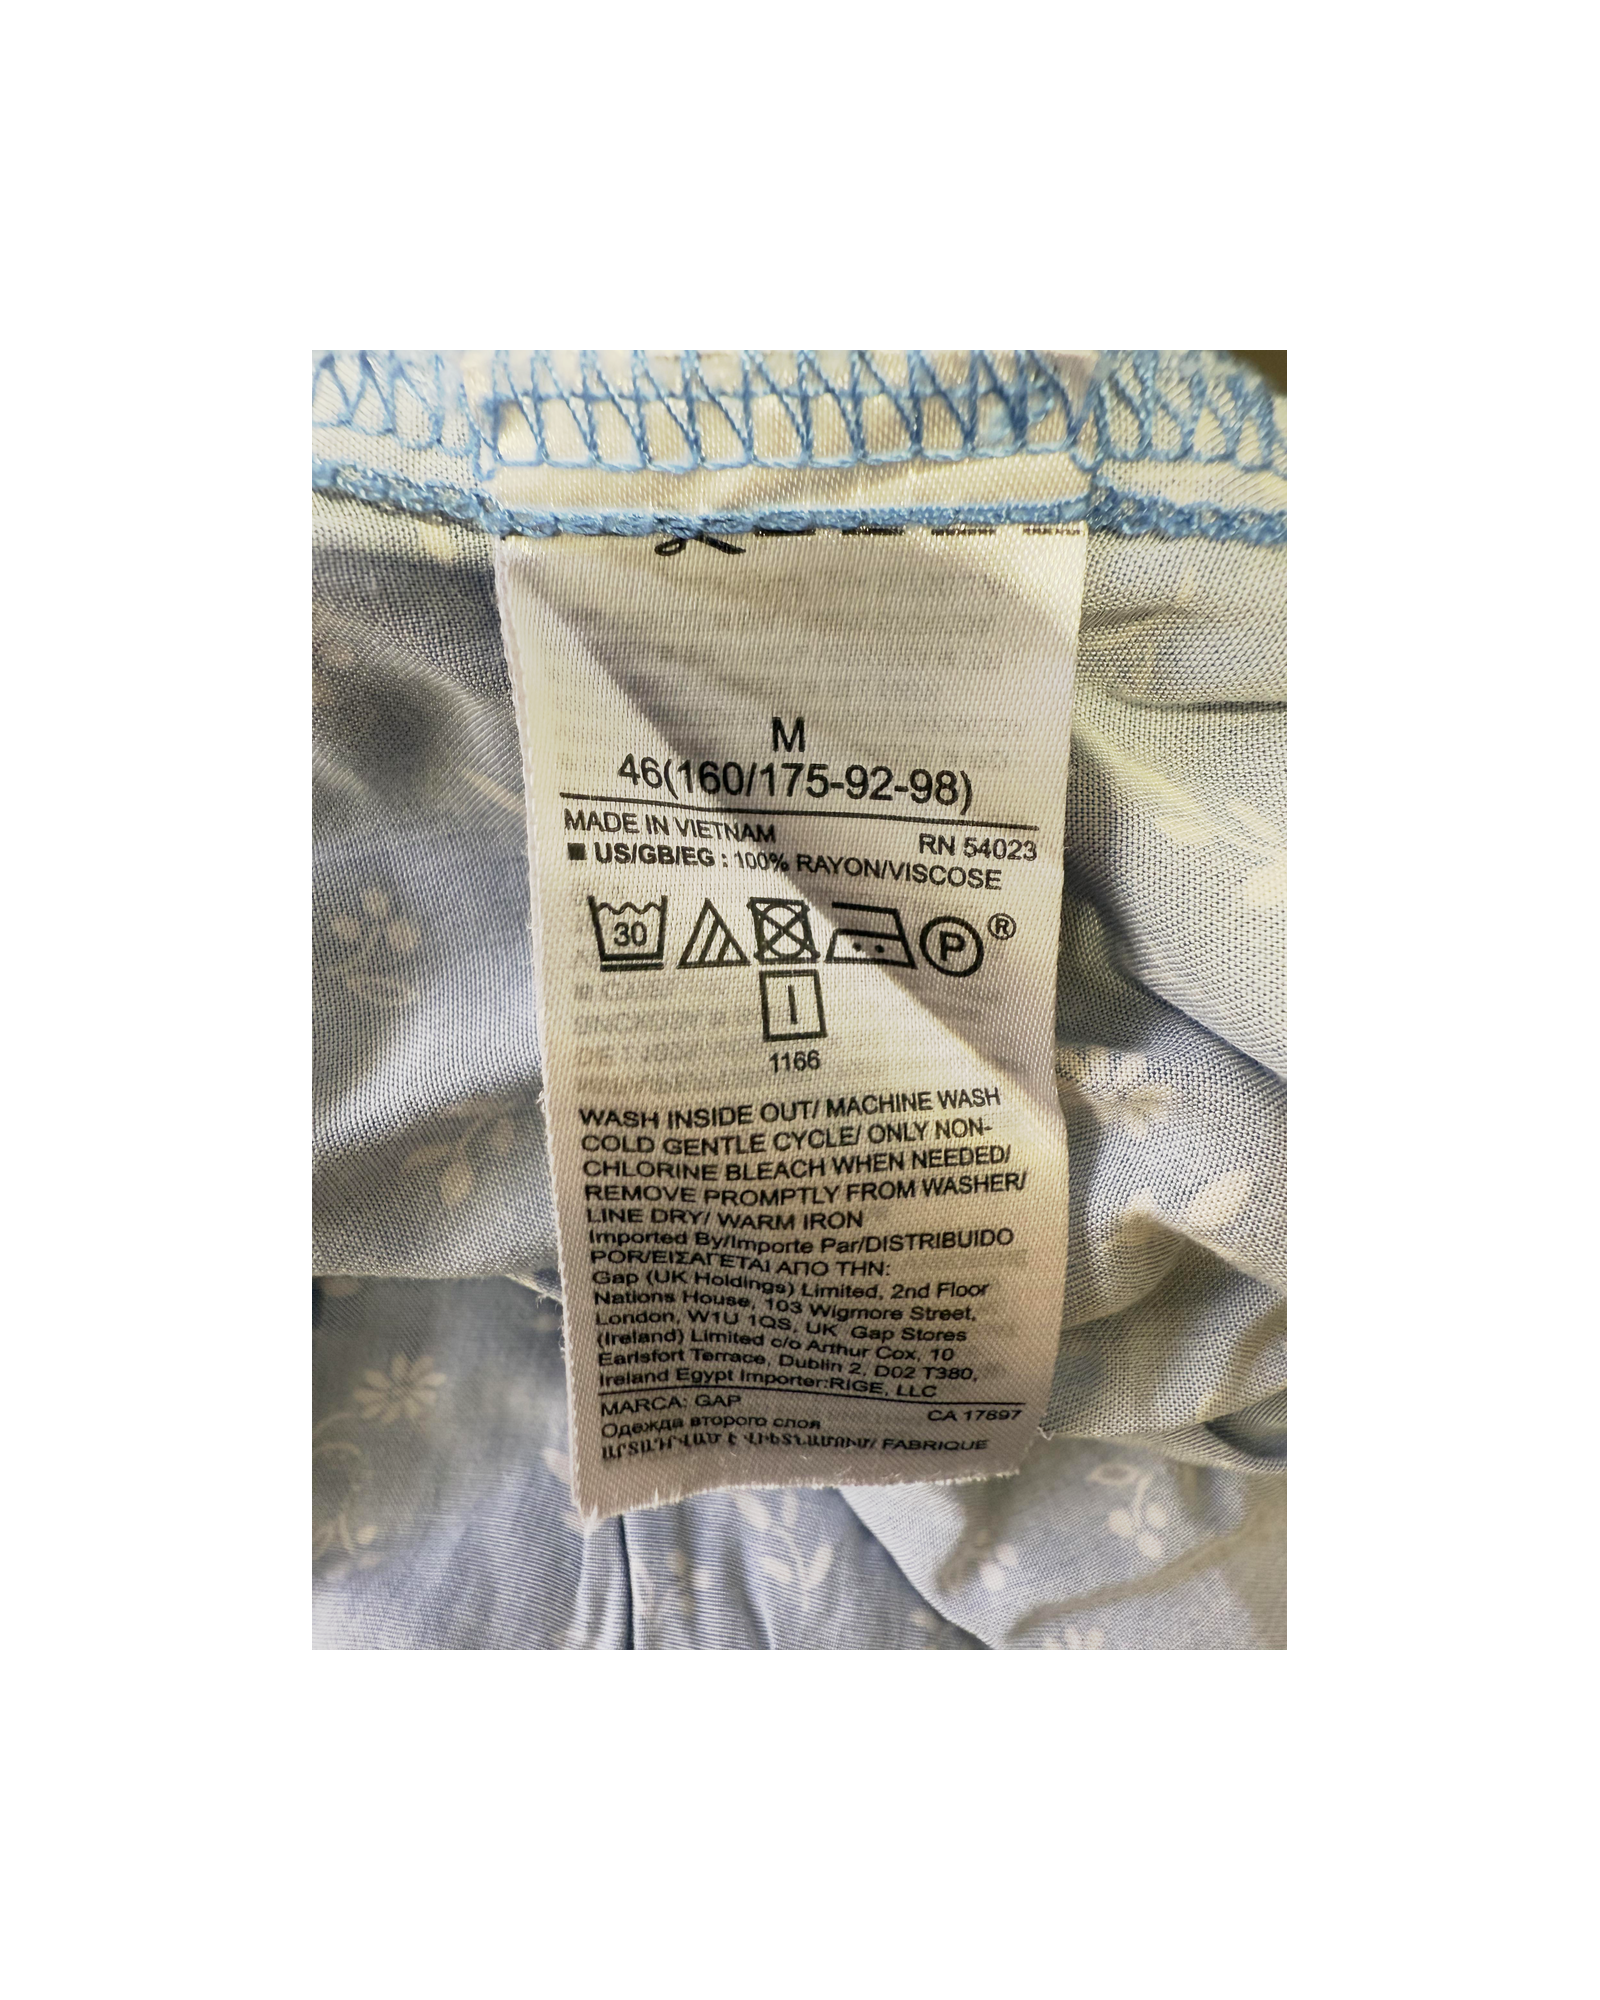 M
46(160/175-92-98)
MADE IN VIETNAM RN 54023
■ US/GB/EG : 100% RAYON/VISCOSE
30 P ®
1166
WASH INSIDE OUT/ MACHINE WASH
COLD GENTLE CYCLE/ ONLY NON-
CHLORINE BLEACH WHEN NEEDED/
REMOVE PROMPTLY FROM WASHER/
LINE DRY/ WARM IRON
Imported By/Importe Par/DISTRIBUIDO
POR/ΕΙΣΑΓΕΤΑΙ ΑΠΟ ΤΗΝ:
Gap (UK Holdings) Limited, 2nd Floor
Nations House, 103 Wigmore Street,
London, W1U 1QS, UK Gap Stores
(Ireland) Limited c/o Arthur Cox, 10
Earlsfort Terrace, Dublin 2, D02 T380,
Ireland Egypt Importer:RIGE, LLC
MARCA: GAP CA 17897
Одежда второго слоя
ԱՐՏԱԴՐՎԱԾ Է ՎԻԵՏՆԱՄՈՒՄ/ FABRIQUE